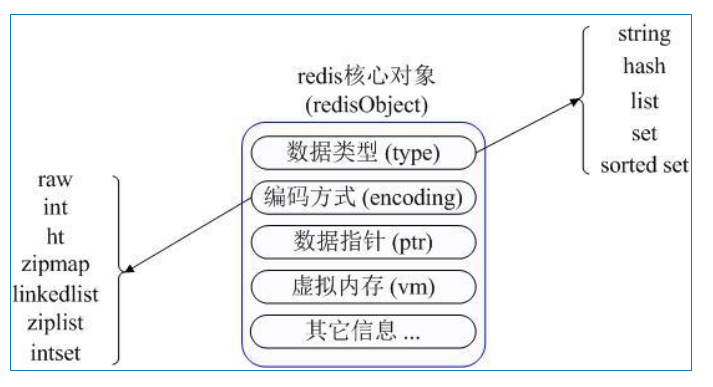 redis核心对象
(redisObject)
数据类型 (type)
编码方式 (encoding)
数据指针 (ptr)
虚拟内存 (vm)
其它信息 ...
string
hash
list
set
sorted set
raw
int
ht
zipmap
linkedlist
ziplist
intset